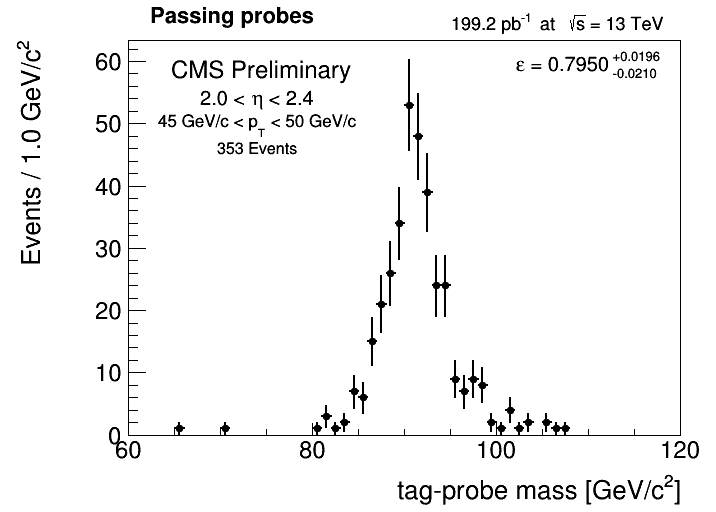 Passing probes
199.2 pb⁻¹ at √s = 13 TeV
CMS Preliminary
2.0 < η < 2.4
45 GeV/c < p_T < 50 GeV/c
353 Events
ε = 0.7950 +0.0196 -0.0210
Events / 1.0 GeV/c²
60
50
40
30
20
10
0
60 80 100 120
tag-probe mass [GeV/c²]